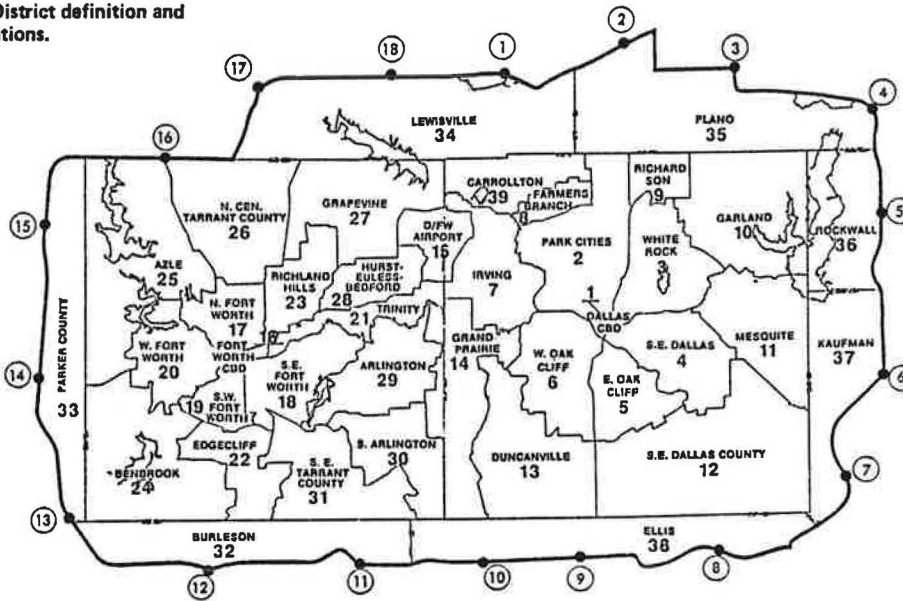 District definition and
tions.
1
2
3
4
5
6
7
8
9
10
11
12
13
14
15
16
17
18
LEWISVILLE
34
PLANO
35
CARROLLTON
39
FARMERS
BRANCH
8
RICHARD
SON
9
N. CEN.
TARRANT COUNTY
26
GRAPEVINE
27
D/FW
AIRPORT
15
PARK CITIES
2
WHITE
ROCK
3
GARLAND
10
ROCKWALL
36
AZLE
25
RICHLAND
HILLS
23
HURST-
EULESS-
BEDFORD
28
IRVING
7
N. FORT
WORTH
17
TRINITY
21
1
DALLAS
CBD
W. FORT
WORTH
20
FORT
WORTH
CBD
S.E.
FORT
WORTH
18
ARLINGTON
29
GRAND
PRAIRIE
14
W. OAK
CLIFF
6
E. OAK
CLIFF
5
S.E. DALLAS
4
MESQUITE
11
KAUFMAN
37
PARKER COUNTY
33
S.W.
FORT
WORTH
19
EDGECLIFF
22
BENBROOK
24
S. E.
TARRANT
COUNTY
31
S. ARLINGTON
30
DUNCANVILLE
13
S.E. DALLAS COUNTY
12
BURLESON
32
ELLIS
38